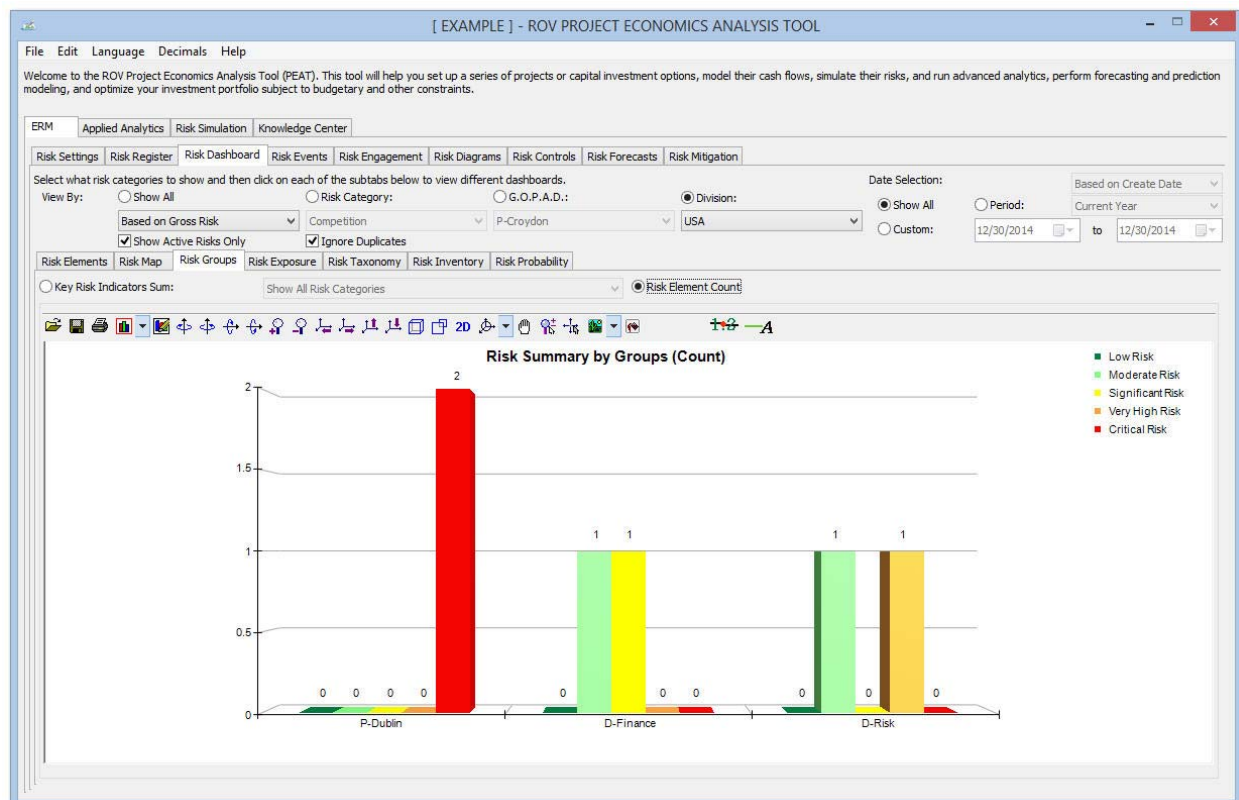 [ EXAMPLE ] - ROV PROJECT ECONOMICS ANALYSIS TOOL
File Edit Language Decimals Help
Welcome to the ROV Project Economics Analysis Tool (PEAT). This tool will help you set up a series of projects or capital investment options, model their cash flows, simulate their risks, and run advanced analytics, perform forecasting and prediction
modeling, and optimize your investment portfolio subject to budgetary and other constraints.
ERM Applied Analytics Risk Simulation Knowledge Center
Risk Settings Risk Register Risk Dashboard Risk Events Risk Engagement Risk Diagrams Risk Controls Risk Forecasts Risk Mitigation
Select what risk categories to show and then click on each of the subtabs below to view different dashboards. Date Selection: Based on Create Date
View By: Show All Risk Category: G.O.P.A.D.: Division: Show All Period: Current Year
Based on Gross Risk Competition P-Croydon USA Custom: 12/30/2014 to 12/30/2014
Show Active Risks Only Ignore Duplicates
Risk Elements Risk Map Risk Groups Risk Exposure Risk Taxonomy Risk Inventory Risk Probability
Key Risk Indicators Sum: Show All Risk Categories Risk Element Count
2D 1+2 A
Risk Summary by Groups (Count)
Low Risk
Moderate Risk
Significant Risk
Very High Risk
Critical Risk
2
2
1.5
1
1 1 1 1
0.5
0
0 0 0 0 0 0 0 0 0 0
P-Dublin D-Finance D-Risk